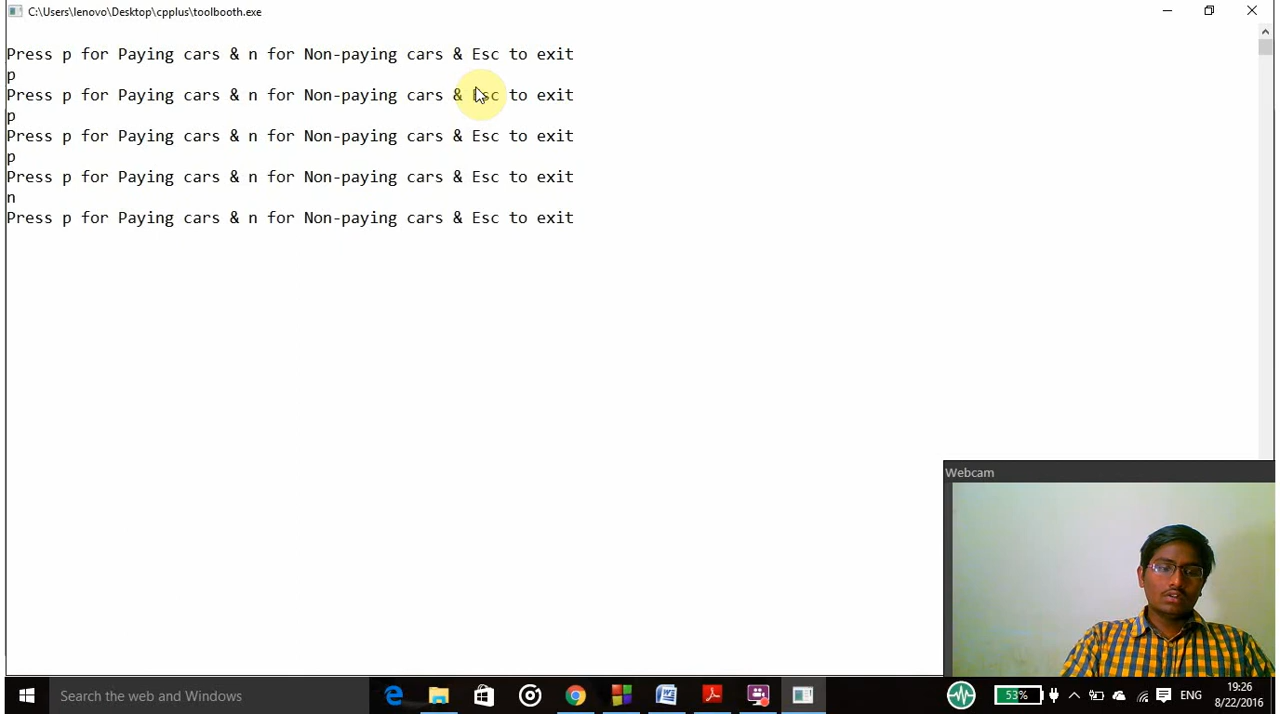 C:\Users\lenovo\Desktop\cpplus\toolbooth.exe
Press p for Paying cars & n for Non-paying cars & Esc to exit
p
Press p for Paying cars & n for Non-paying cars & Esc to exit
p
Press p for Paying cars & n for Non-paying cars & Esc to exit
p
Press p for Paying cars & n for Non-paying cars & Esc to exit
n
Press p for Paying cars & n for Non-paying cars & Esc to exit
Webcam
Search the web and Windows
53%
ENG
19:26
8/22/2016